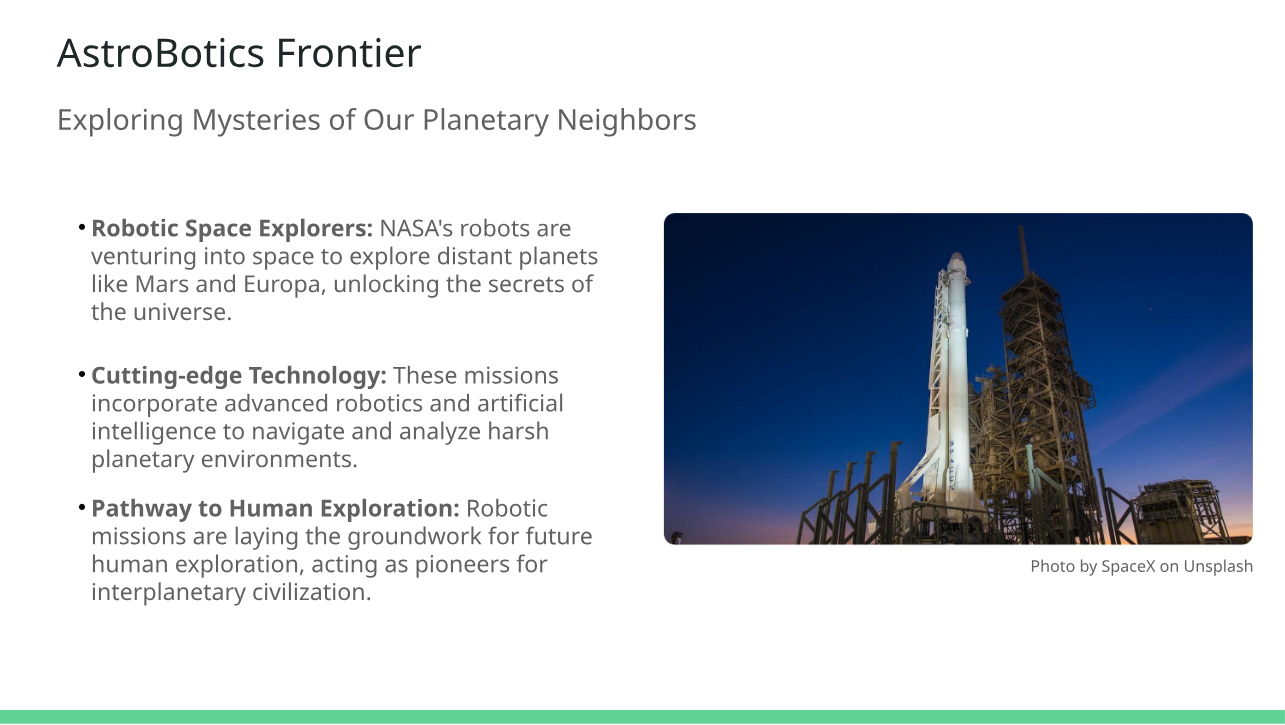 AstroBotics Frontier
Exploring Mysteries of Our Planetary Neighbors
• Robotic Space Explorers: NASA's robots are
venturing into space to explore distant planets
like Mars and Europa, unlocking the secrets of
the universe.
• Cutting-edge Technology: These missions
incorporate advanced robotics and artificial
intelligence to navigate and analyze harsh
planetary environments.
• Pathway to Human Exploration: Robotic
missions are laying the groundwork for future
human exploration, acting as pioneers for
interplanetary civilization.
SPACEX
Photo by SpaceX on Unsplash